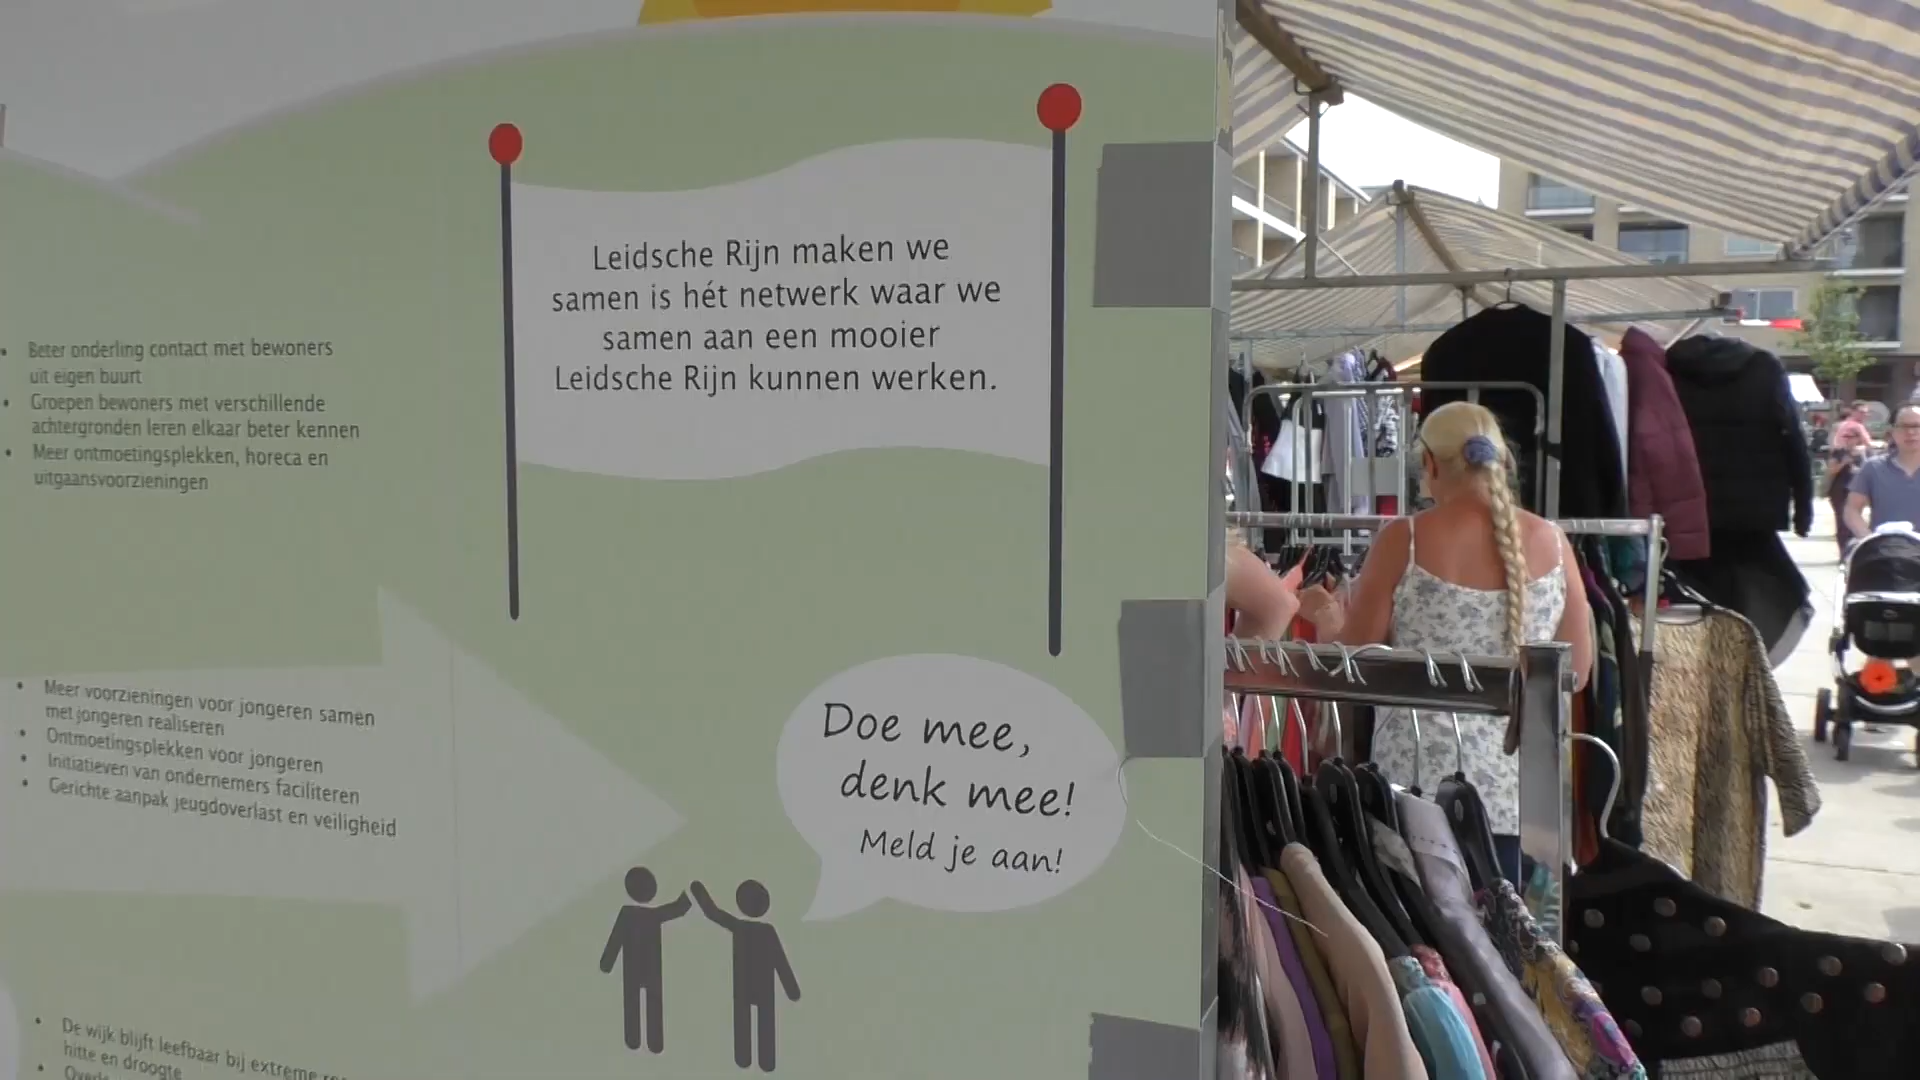 Leidsche Rijn maken we
samen is hét netwerk waar we
samen aan een mooier
Leidsche Rijn kunnen werken.
• Beter onderling contact met bewoners
uit eigen buurt
• Groepen bewoners met verschillende
achtergronden leren elkaar beter kennen
• Meer ontmoetingsplekken, horeca en
uitgaansvoorzieningen
• Meer voorzieningen voor jongeren samen
met jongeren realiseren
• Ontmoetingsplekken voor jongeren
• Initiatieven van ondernemers faciliteren
• Gerichte aanpak jeugdoverlast en veiligheid
Doe mee,
denk mee!
Meld je aan!
• De wijk blijft leefbaar bij extreme
hitte en droogte